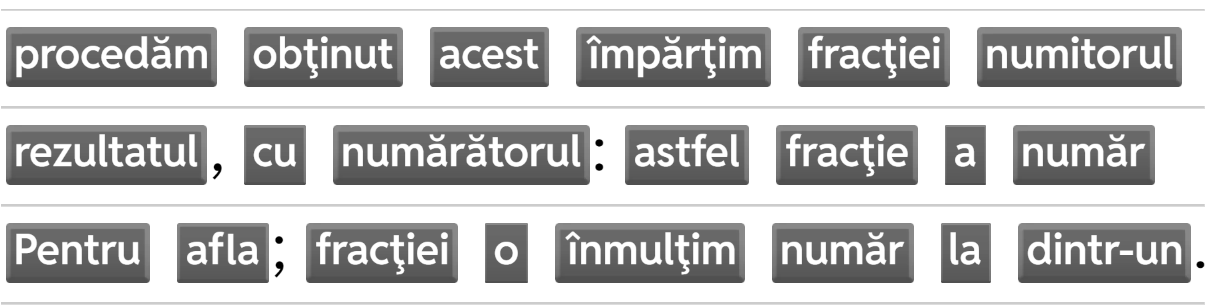 procedăm obţinut acest împărţim fracţiei numitorul
rezultatul, cu numărătorul: astfel fracţie a număr
Pentru afla; fracţiei o înmulţim număr la dintr-un.